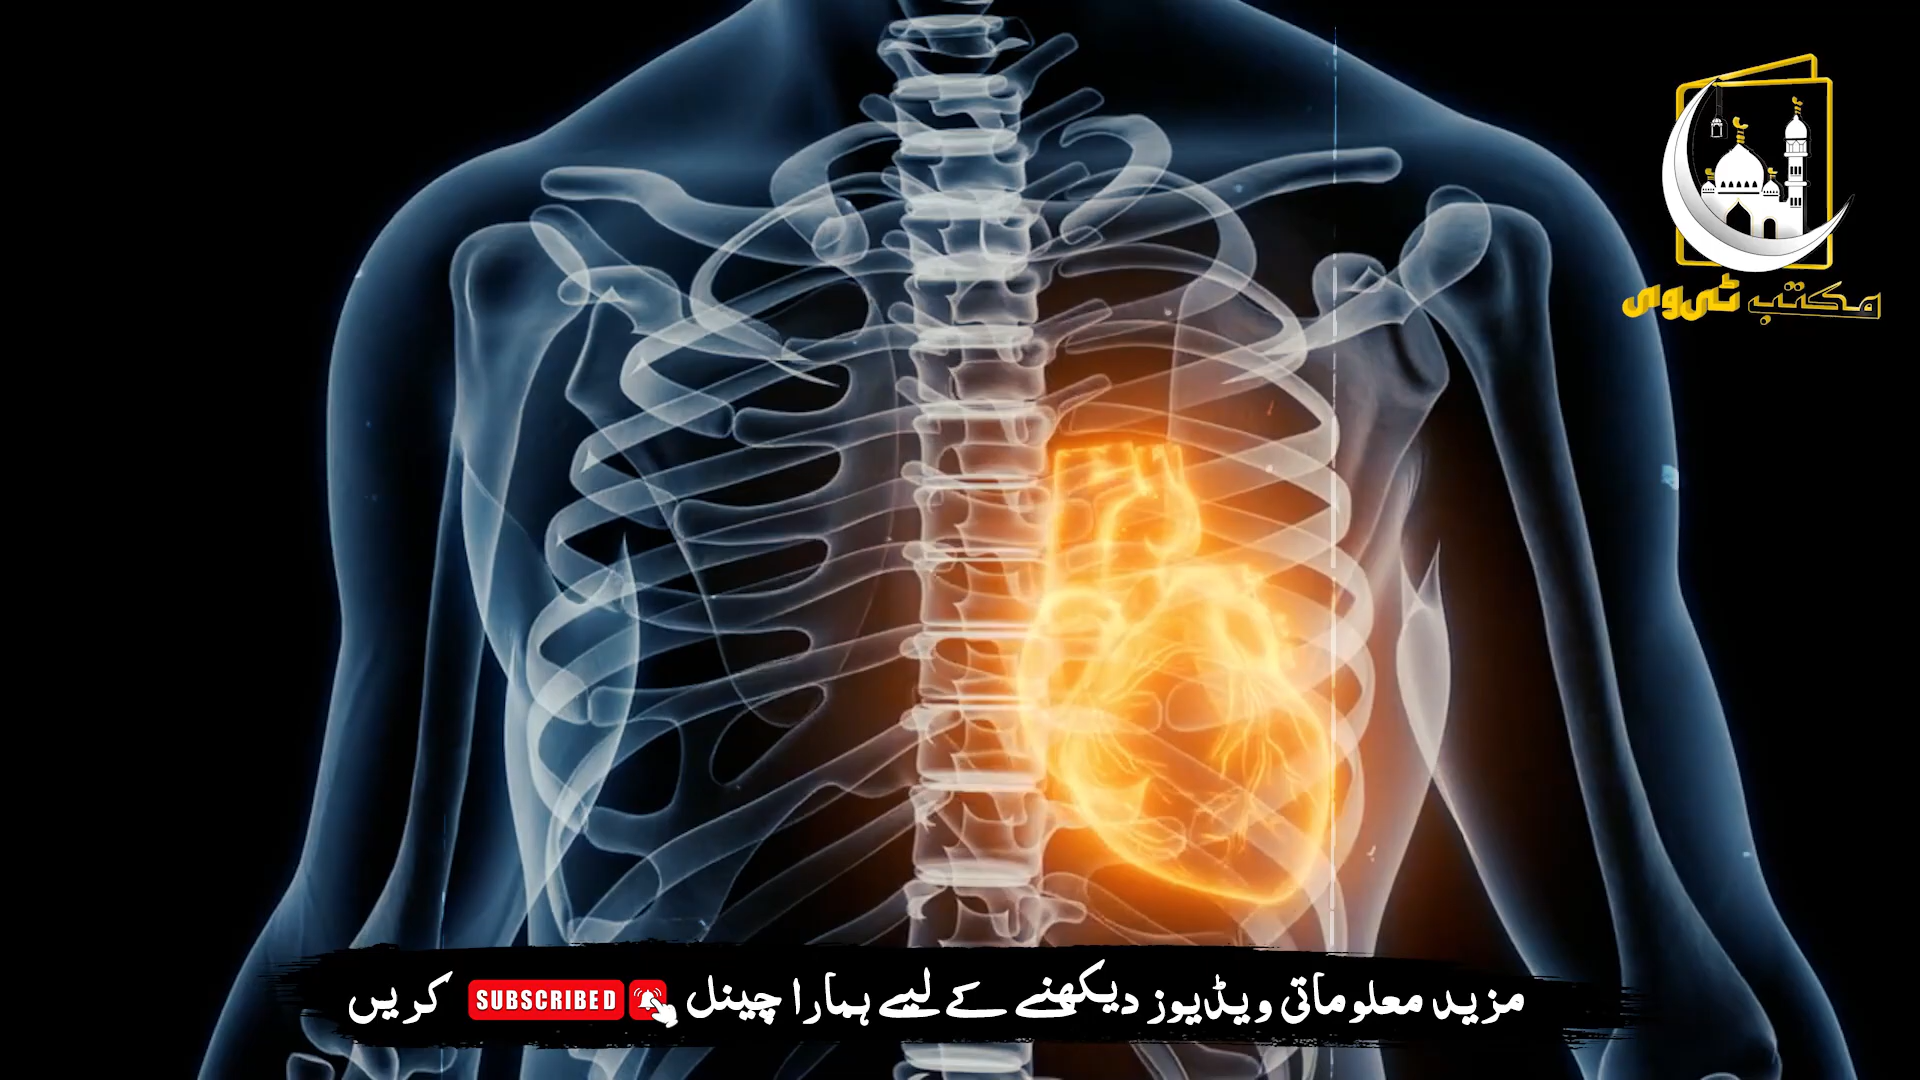 مکتب ٹی وی
مزید معلوماتی ویڈیوز دیکھنے کے لیے ہمارا چینل SUBSCRIBED کریں